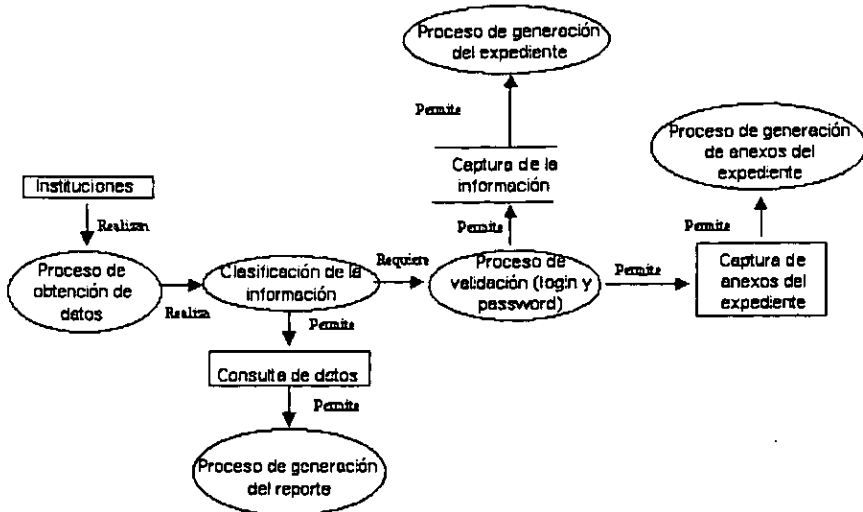 Proceso de generación
del expediente
Permite
Proceso de generación
de anexos del
expediente
Captura de la
información
Instituciones
Realizan
Permite
Permite
Proceso de
obtención de
datos
Realiza
Clasificación de la
información
Requiere
Proceso de
validación (login y
password)
Permite
Captura de
anexos del
expediente
Permite
Consulta de datos
Permite
Proceso de generación
del reporte